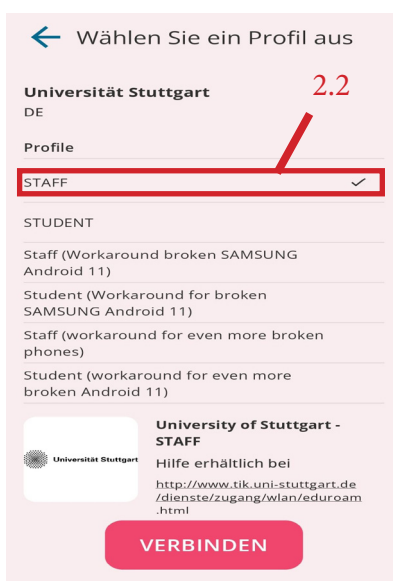 Wählen Sie ein Profil aus
Universität Stuttgart
2.2
DE
Profile
STAFF
STUDENT
Staff (Workaround broken SAMSUNG
Android 11)
Student (Workaround for broken
SAMSUNG Android 11)
Staff (workaround for even more broken
phones)
Student (workaround for even more
broken Android 11)
Universität Stuttgart
University of Stuttgart -
STAFF
Hilfe erhältlich bei
http://www.tik.uni-stuttgart.de
/dienste/zugang/wlan/eduroam
.html
VERBINDEN